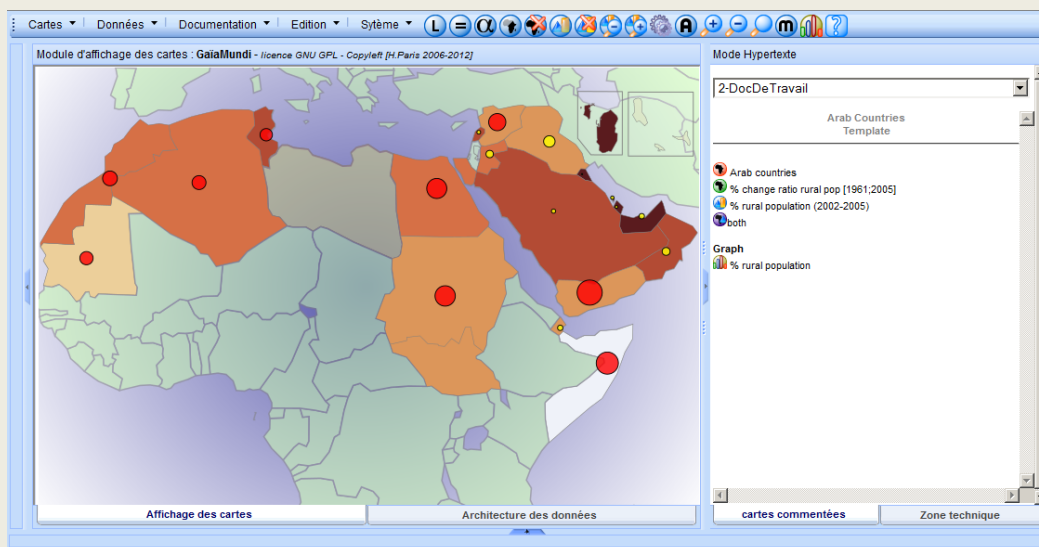 Cartes Données Documentation Edition Sytème L = α A m ?
Module d'affichage des cartes : GaïaMundi - licence GNU GPL - Copyleft [H.Paris 2006-2012]
Mode Hypertexte
2-DocDeTravail
Arab Countries
Template
Arab countries
% change ratio rural pop [1961;2005]
% rural population (2002-2005)
both
Graph
% rural population
Affichage des cartes
Architecture des données
cartes commentées
Zone technique